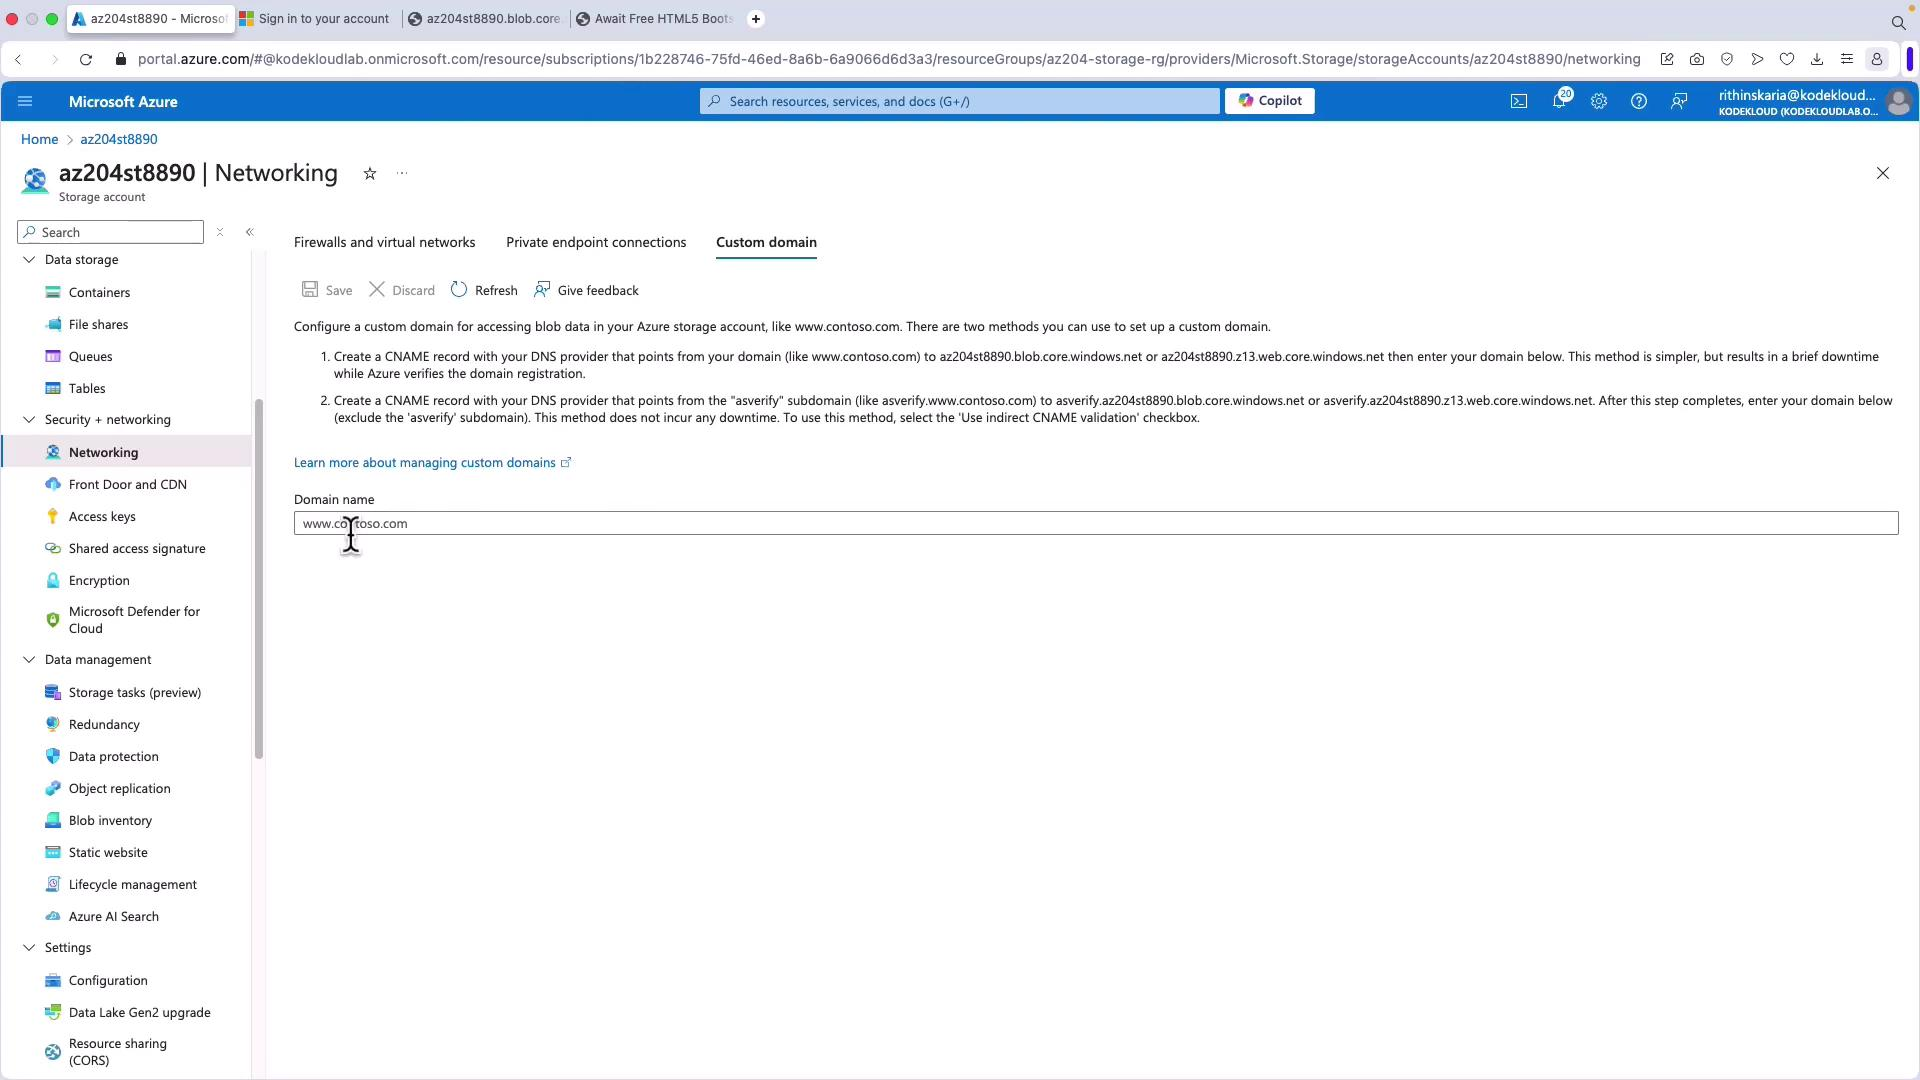 az204st8890 - Microsof
Sign in to your account
az204st8890.blob.core.
Await Free HTML5 Boots
portal.azure.com/#@kodekloudlab.onmicrosoft.com/resource/subscriptions/1b228746-75fd-46ed-8a6b-6a9066d6d3a3/resourceGroups/az204-storage-rg/providers/Microsoft.Storage/storageAccounts/az204st8890/networking
Microsoft Azure
Search resources, services, and docs (G+/)
Copilot
20
rithinskaria@kodekloud...
KODEKLOUD (KODEKLOUDLAB.O...
Home > az204st8890
az204st8890 | Networking
Storage account
Search
Data storage
Containers
File shares
Queues
Tables
Security + networking
Networking
Front Door and CDN
Access keys
Shared access signature
Encryption
Microsoft Defender for
Cloud
Data management
Storage tasks (preview)
Redundancy
Data protection
Object replication
Blob inventory
Static website
Lifecycle management
Azure AI Search
Settings
Configuration
Data Lake Gen2 upgrade
Resource sharing
(CORS)
Firewalls and virtual networks
Private endpoint connections
Custom domain
Save
Discard
Refresh
Give feedback
Configure a custom domain for accessing blob data in your Azure storage account, like www.contoso.com. There are two methods you can use to set up a custom domain.
1. Create a CNAME record with your DNS provider that points from your domain (like www.contoso.com) to az204st8890.blob.core.windows.net or az204st8890.z13.web.core.windows.net then enter your domain below. This method is simpler, but results in a brief downtime
while Azure verifies the domain registration.
2. Create a CNAME record with your DNS provider that points from the "asverify" subdomain (like asverify.www.contoso.com) to asverify.az204st8890.blob.core.windows.net or asverify.az204st8890.z13.web.core.windows.net. After this step completes, enter your domain below
(exclude the 'asverify' subdomain). This method does not incur any downtime. To use this method, select the 'Use indirect CNAME validation' checkbox.
Learn more about managing custom domains
Domain name
www.contoso.com